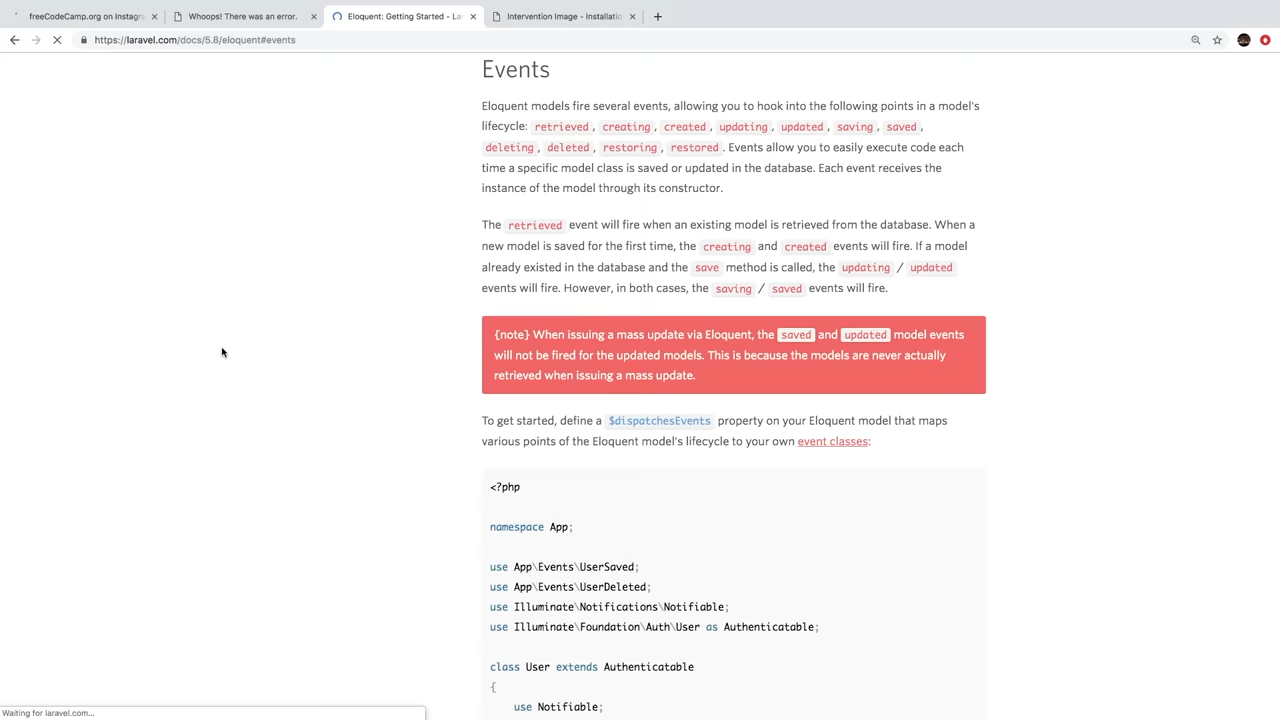 freeCodeCamp.org on Instagra
Whoops! There was an error.
Eloquent: Getting Started - La
Intervention Image - Installatio
https://laravel.com/docs/5.8/eloquent#events
Events
Eloquent models fire several events, allowing you to hook into the following points in a model's
lifecycle: retrieved, creating, created, updating, updated, saving, saved,
deleting, deleted, restoring, restored. Events allow you to easily execute code each
time a specific model class is saved or updated in the database. Each event receives the
instance of the model through its constructor.
The retrieved event will fire when an existing model is retrieved from the database. When a
new model is saved for the first time, the creating and created events will fire. If a model
already existed in the database and the save method is called, the updating / updated
events will fire. However, in both cases, the saving / saved events will fire.
{note} When issuing a mass update via Eloquent, the saved and updated model events
will not be fired for the updated models. This is because the models are never actually
retrieved when issuing a mass update.
To get started, define a $dispatchesEvents property on your Eloquent model that maps
various points of the Eloquent model's lifecycle to your own event classes:
<?php
namespace App;
use App\Events\UserSaved;
use App\Events\UserDeleted;
use Illuminate\Notifications\Notifiable;
use Illuminate\Foundation\Auth\User as Authenticatable;
class User extends Authenticatable
{
use Notifiable;
Waiting for laravel.com...